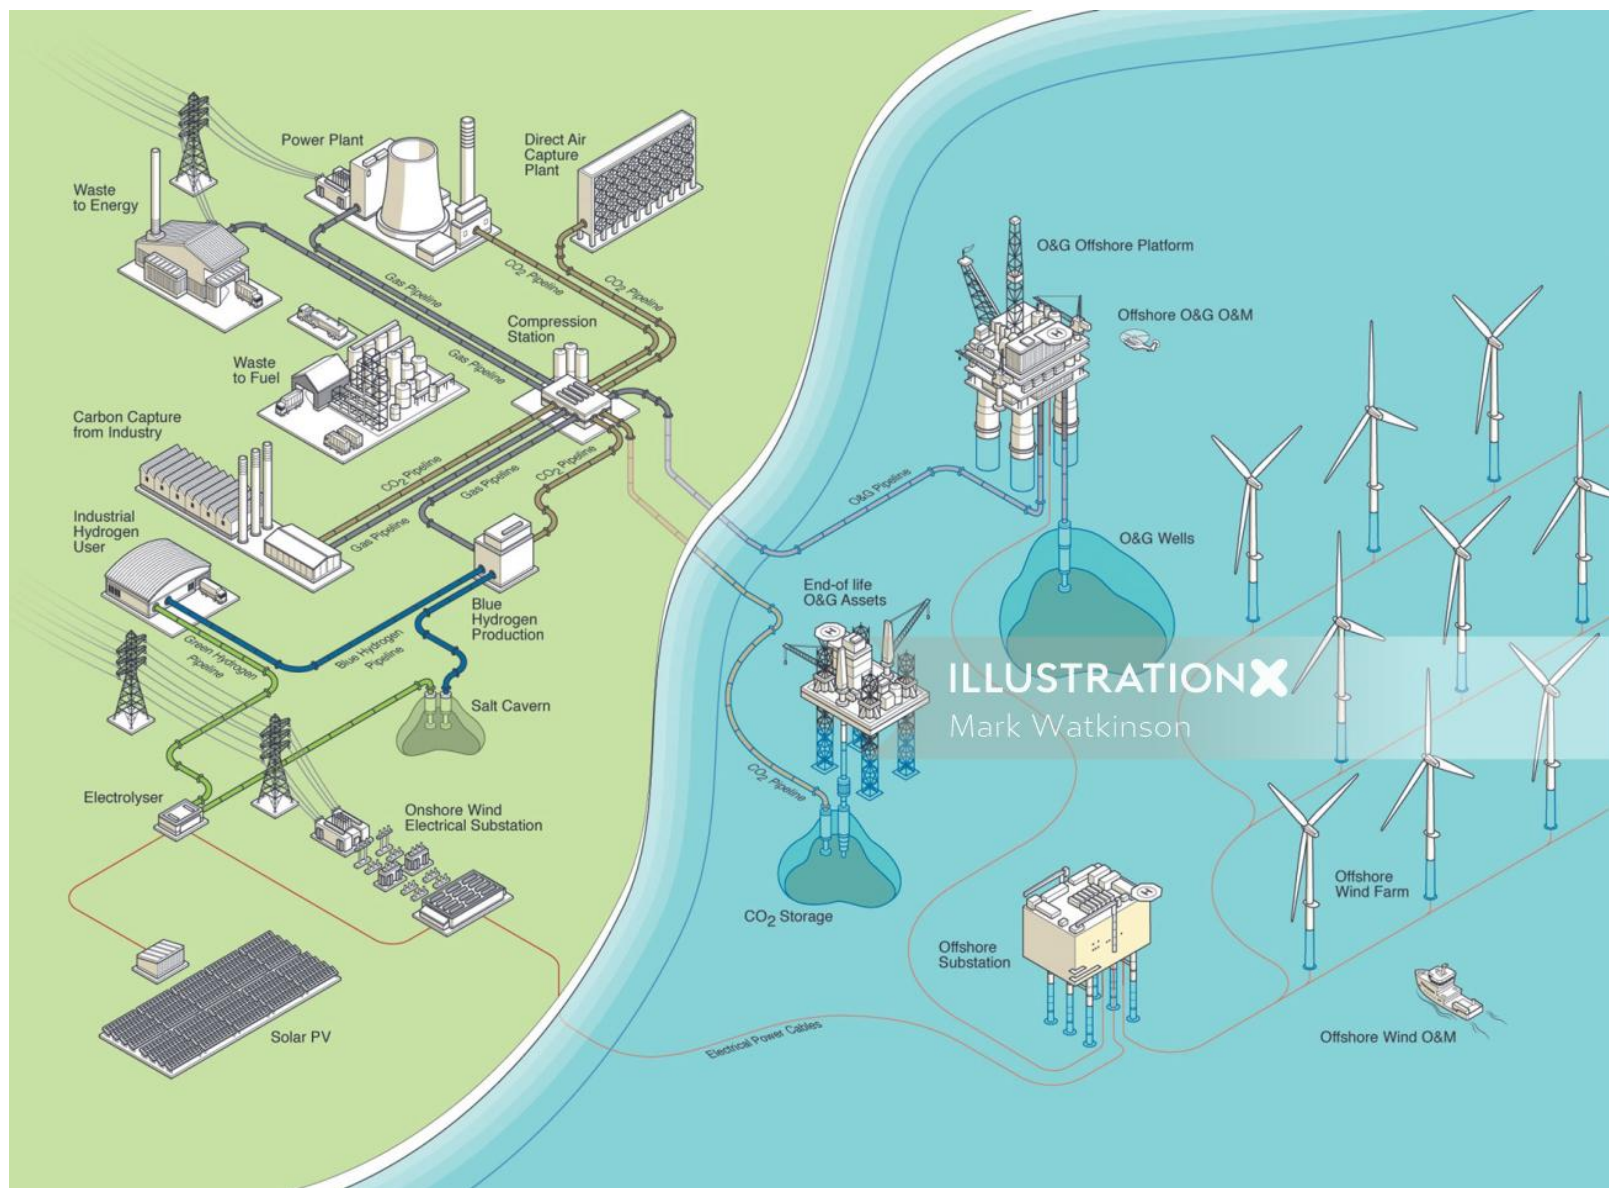 Power Plant
Direct Air
Capture
Plant
Waste
to Energy
Gas Pipeline
CO2 Pipeline
CO2 Pipeline
Compression
Station
Gas Pipeline
Waste
to Fuel
Carbon Capture
from Industry
CO2 Pipeline
Gas Pipeline
CO2 Pipeline
Gas Pipeline
Industrial
Hydrogen
User
Blue
Hydrogen
Production
Green Hydrogen
Pipeline
Blue Hydrogen
Pipeline
Salt Cavern
Electrolyser
Onshore Wind
Electrical Substation
Solar PV
O&G Offshore Platform
Offshore O&G O&M
O&G Pipeline
O&G Wells
End-of life
O&G Assets
H
H
H
ILLUSTRATIONX
Mark Watkinson
CO2 Pipeline
CO2 Storage
Offshore
Substation
Offshore
Wind Farm
Electrical Power Cables
Offshore Wind O&M